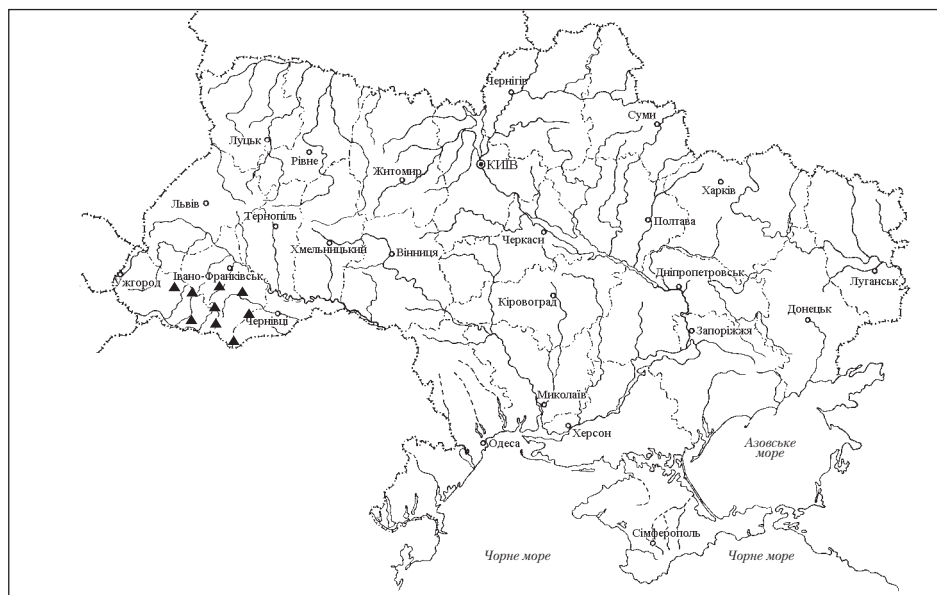 Чернігів
Суми
Луцьк
Рівне
КИЇВ
Житомир
Харків
Львів
Тернопіль
Полтава
Хмельницький
Вінниця
Черкаси
Ужгород
Івано-Франківськ
Дніпропетровськ
Луганськ
Кіровоград
Донецьк
Чернівці
Запоріжжя
Миколаїв
Херсон
Одеса
Азовське
море
Сімферополь
Чорне море
Чорне море